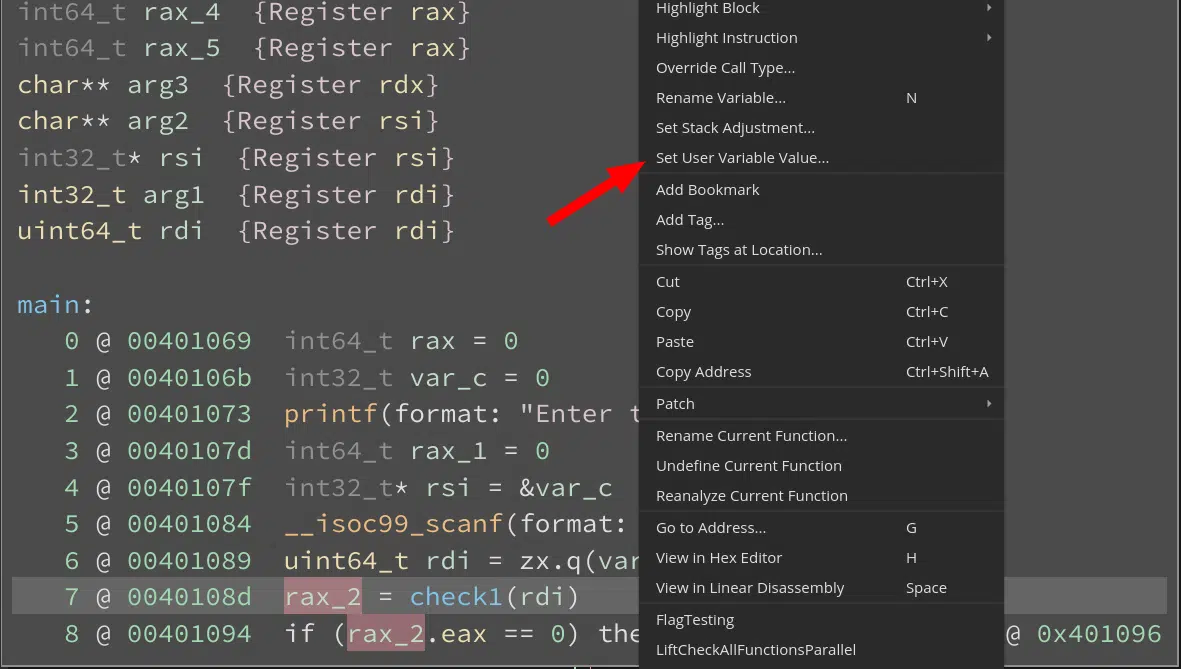 int64_t rax_4 {Register rax}
int64_t rax_5 {Register rax}
char** arg3 {Register rdx}
char** arg2 {Register rsi}
int32_t* rsi {Register rsi}
int32_t arg1 {Register rdi}
uint64_t rdi {Register rdi}
main:
0 @ 00401069 int64_t rax = 0
1 @ 0040106b int32_t var_c = 0
2 @ 00401073 printf(format: "Enter t
3 @ 0040107d int64_t rax_1 = 0
4 @ 0040107f int32_t* rsi = &var_c
5 @ 00401084 __isoc99_scanf(format:
6 @ 00401089 uint64_t rdi = zx.q(var
7 @ 0040108d rax_2 = check1(rdi)
8 @ 00401094 if (rax_2.eax == 0) the @ 0x401096
Highlight Block
Highlight Instruction
Override Call Type...
Rename Variable... N
Set Stack Adjustment...
Set User Variable Value...
Add Bookmark
Add Tag...
Show Tags at Location...
Cut Ctrl+X
Copy Ctrl+C
Paste Ctrl+V
Copy Address Ctrl+Shift+A
Patch
Rename Current Function...
Undefine Current Function
Reanalyze Current Function
Go to Address... G
View in Hex Editor H
View in Linear Disassembly Space
FlagTesting
LiftCheckAllFunctionsParallel